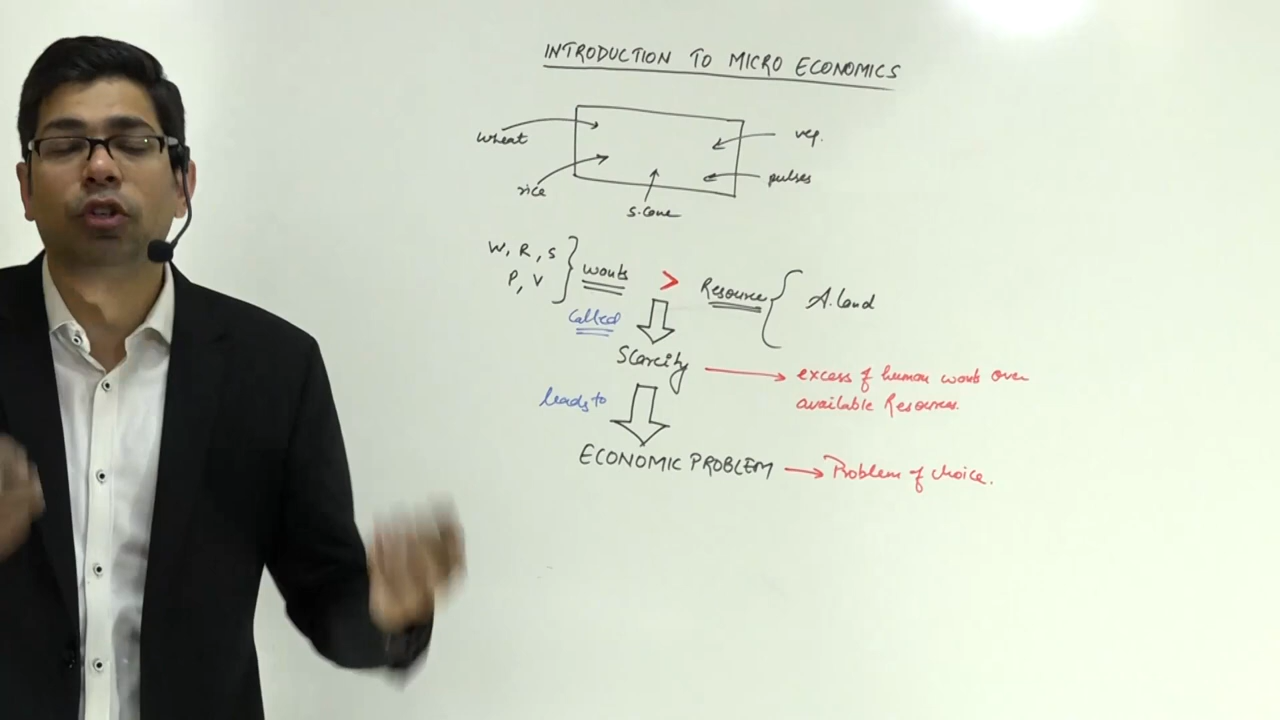 INTRODUCTION TO MICRO ECONOMICS
wheat
veg.
rice
pulses
s.cane
W, R, S
P, V
wants > Resource
A.land
Called
Scarcity
excess of human wants over
available Resources.
leads to
ECONOMIC PROBLEM
Problem of choice.